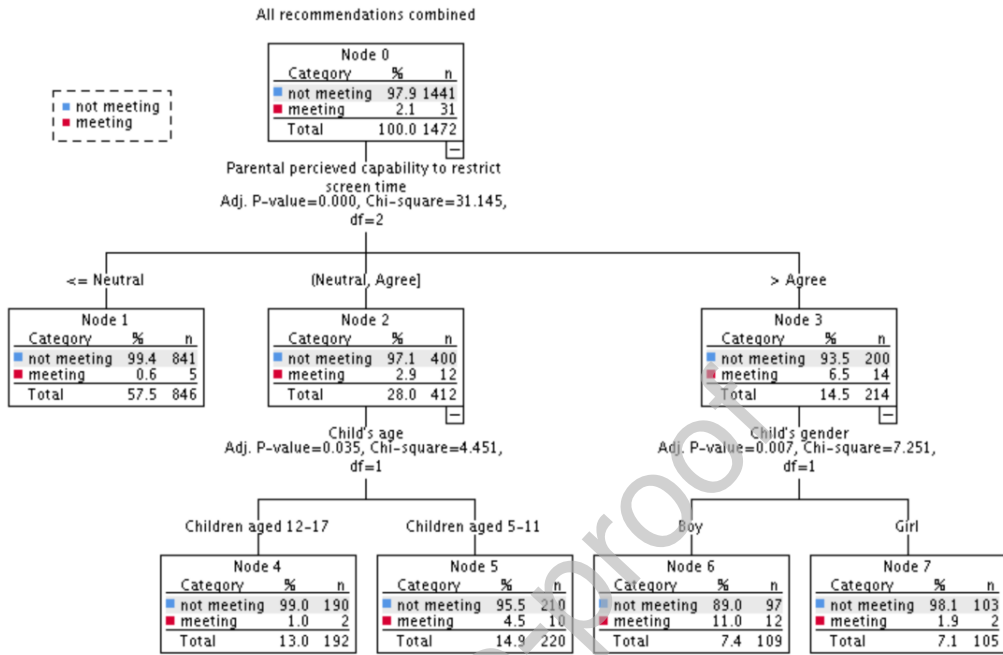 All recommendations combined
not meeting
meeting
Node 0
Category % n
not meeting 97.9 1441
meeting 2.1 31
Total 100.0 1472
Parental percieved capability to restrict
screen time
Adj. P-value=0.000, Chi-square=31.145,
df=2
<= Neutral
(Neutral, Agree]
> Agree
Node 1
Category % n
not meeting 99.4 841
meeting 0.6 5
Total 57.5 846
Node 2
Category % n
not meeting 97.1 400
meeting 2.9 12
Total 28.0 412
Node 3
Category % n
not meeting 93.5 200
meeting 6.5 14
Total 14.5 214
Child's age
Adj. P-value=0.035, Chi-square=4.451,
df=1
Child's gender
Adj. P-value=0.007, Chi-square=7.251,
df=1
Children aged 12-17
Children aged 5-11
Boy
Girl
Node 4
Category % n
not meeting 99.0 190
meeting 1.0 2
Total 13.0 192
Node 5
Category % n
not meeting 95.5 210
meeting 4.5 10
Total 14.9 220
Node 6
Category % n
not meeting 89.0 97
meeting 11.0 12
Total 7.4 109
Node 7
Category % n
not meeting 98.1 103
meeting 1.9 2
Total 7.1 105
-proof